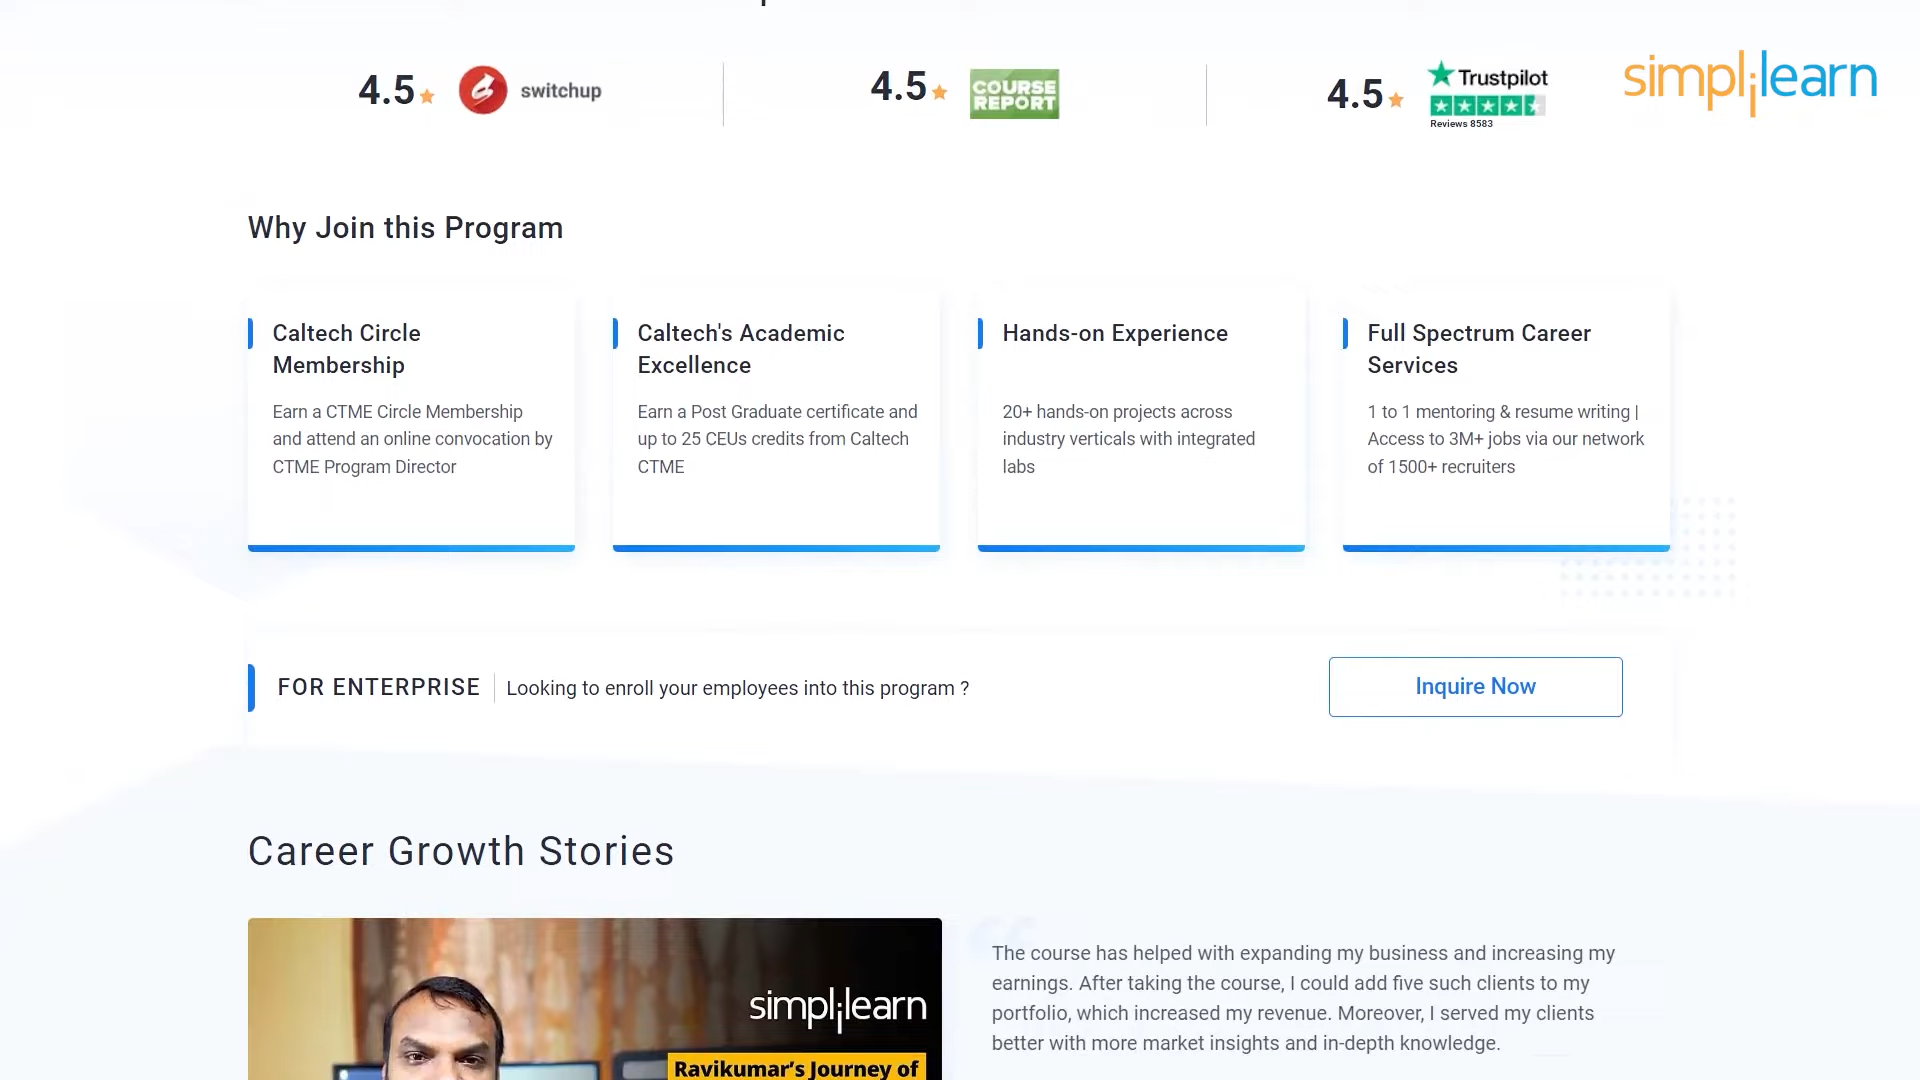 4.5 switchup
4.5 COURSE REPORT
4.5 Trustpilot
Reviews 8583
simplilearn
Why Join this Program
Caltech Circle
Membership
Earn a CTME Circle Membership
and attend an online convocation by
CTME Program Director
Caltech's Academic
Excellence
Earn a Post Graduate certificate and
up to 25 CEUs credits from Caltech
CTME
Hands-on Experience
20+ hands-on projects across
industry verticals with integrated
labs
Full Spectrum Career
Services
1 to 1 mentoring & resume writing |
Access to 3M+ jobs via our network
of 1500+ recruiters
FOR ENTERPRISE Looking to enroll your employees into this program ?
Inquire Now
Career Growth Stories
simplilearn
Ravikumar's Journey of
The course has helped with expanding my business and increasing my
earnings. After taking the course, I could add five such clients to my
portfolio, which increased my revenue. Moreover, I served my clients
better with more market insights and in-depth knowledge.